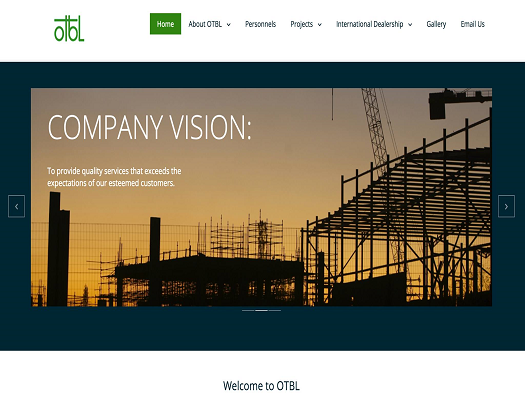 otbl
Home About OTBL Personnels Projects International Dealership Gallery Email Us
COMPANY VISION:
To provide quality services that exceeds the
expectations of our esteemed customers.
Welcome to OTBL